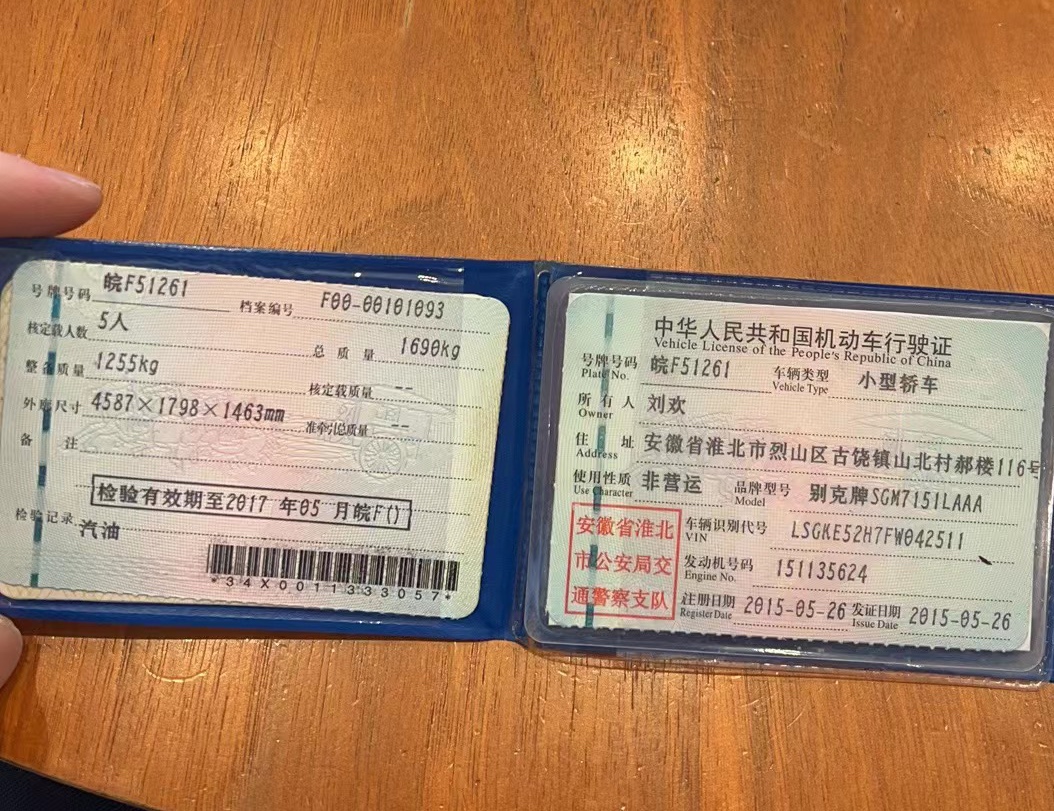 号牌号码 皖F51261 档案编号 F00-00101093
核定载人数 5人 总质量 1690kg
整备质量 1255kg 核定载质量 --
外廓尺寸 4587×1798×1463mm 准牵引总质量 --
备注
检验有效期至2017 年05 月皖F()
检验记录 汽油
*34X0011333057*
中华人民共和国机动车行驶证
Vehicle License of the People's Republic of China
号牌号码 皖F51261 车辆类型 小型轿车
Plate No. Vehicle Type
所有人 刘欢
Owner
住址 安徽省淮北市烈山区古饶镇山北村郝楼116号
Address
使用性质 非营运 品牌型号 别克牌SGM7151LAAA
Use Character Model
安徽省淮北
市公安局交
通警察支队
车辆识别代号 LSGKE52H7FW042511
VIN
发动机号码 151135624
Engine No.
注册日期 2015-05-26 发证日期 2015-05-26
Register Date Issue Date